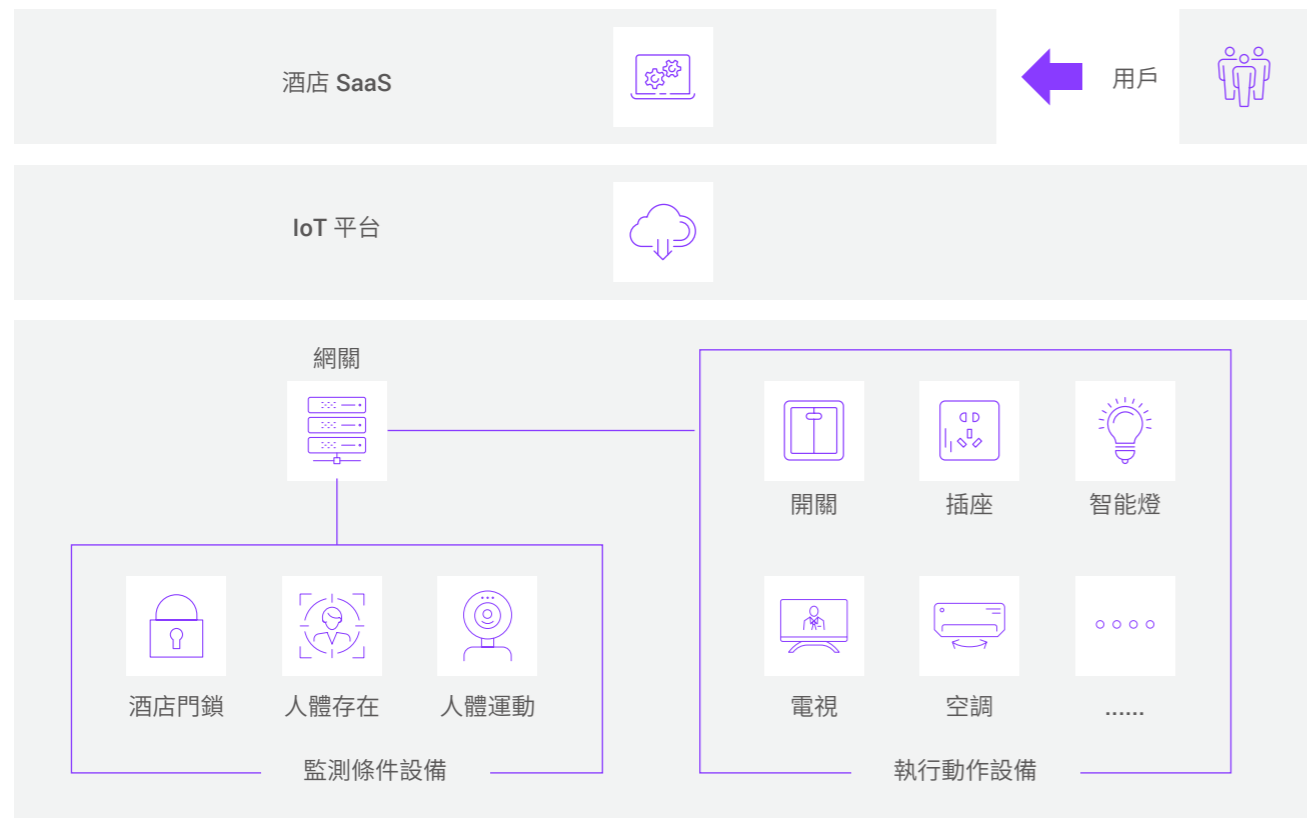 酒店 SaaS
用戶
IoT 平台
網關
開關
插座
智能燈
酒店門鎖
人體存在
人體運動
電視
空調
......
監測條件設備
執行動作設備